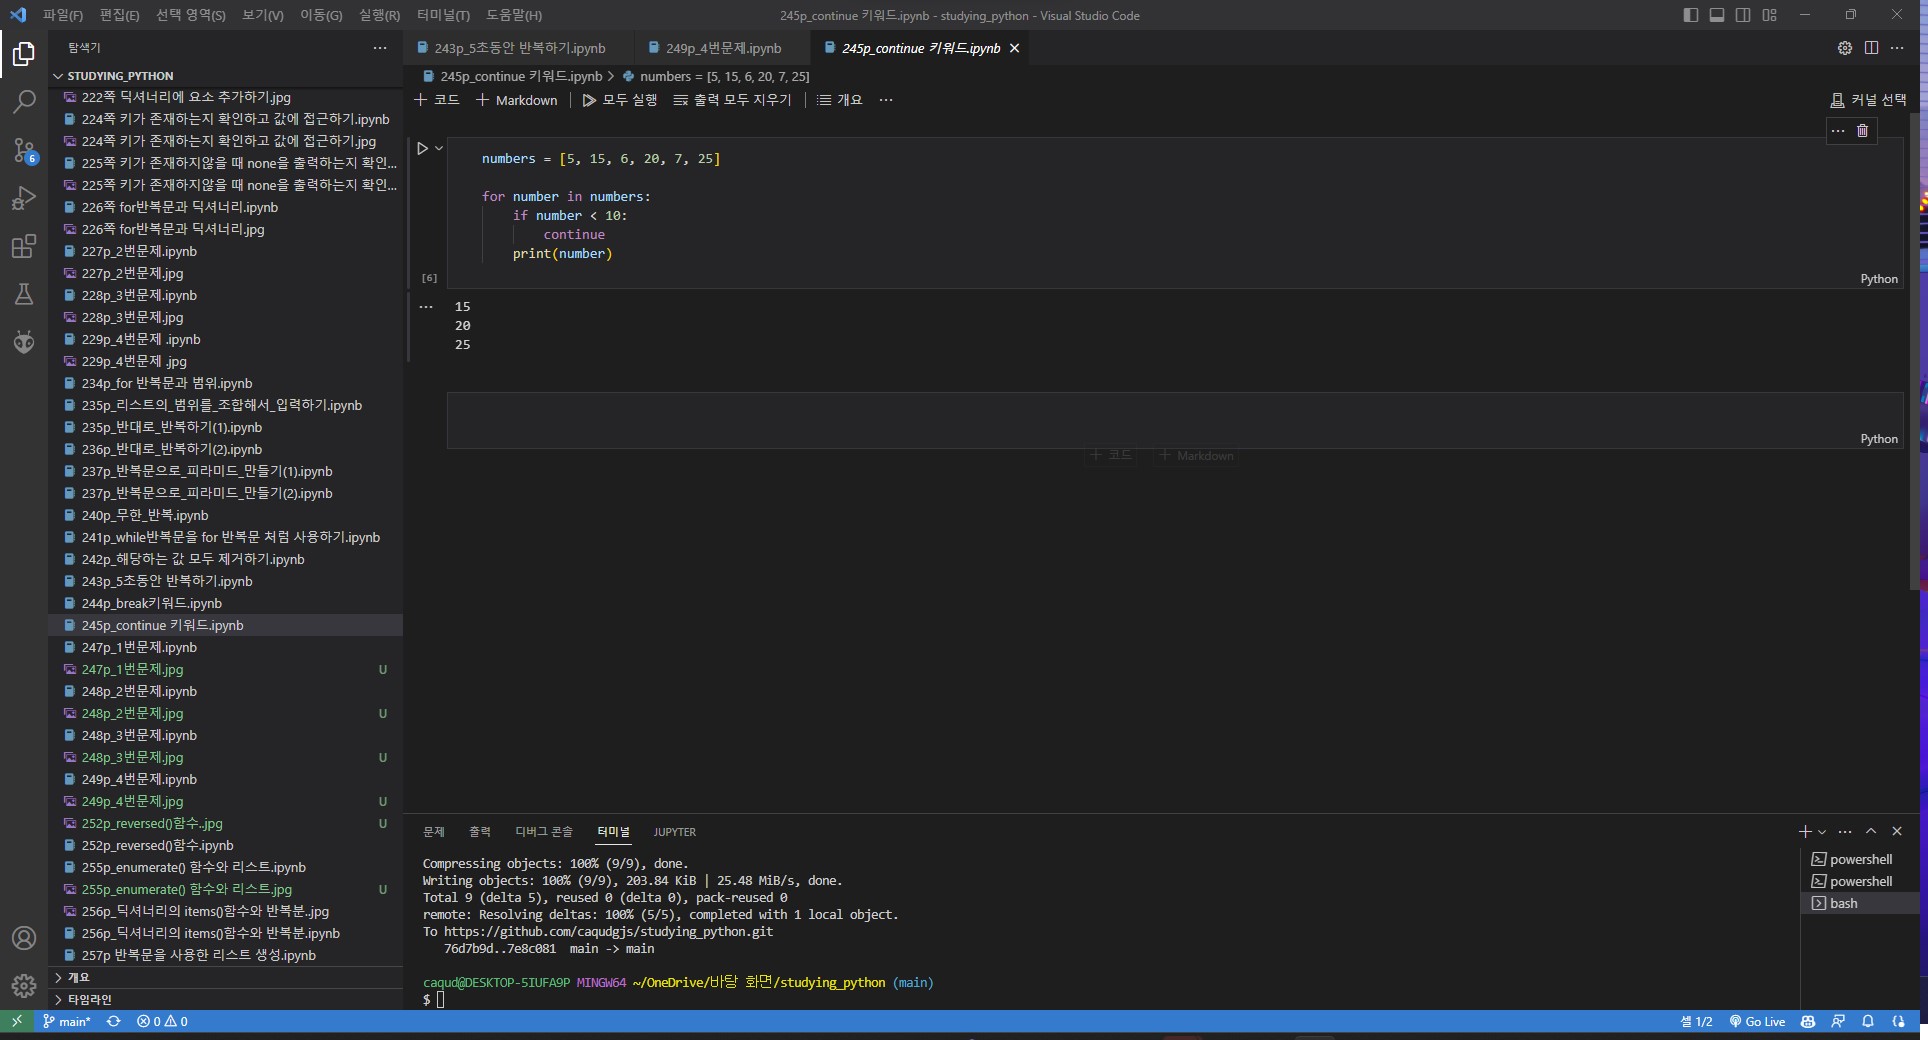 파일(F) 편집(E) 선택 영역(S) 보기(V) 이동(G) 실행(R) 터미널(T) 도움말(H)
245p_continue 키워드.ipynb - studying_python - Visual Studio Code
탐색기
STUDYING_PYTHON
222쪽 딕셔너리에 요소 추가하기.jpg
224쪽 키가 존재하는지 확인하고 값에 접근하기.ipynb
224쪽 키가 존재하는지 확인하고 값에 접근하기.jpg
225쪽 키가 존재하지않을 때 none을 출력하는지 확인...
225쪽 키가 존재하지않을 때 none을 출력하는지 확인...
226쪽 for반복문과 딕셔너리.ipynb
226쪽 for반복문과 딕셔너리.jpg
227p_2번문제.ipynb
227p_2번문제.jpg
228p_3번문제.ipynb
228p_3번문제.jpg
229p_4번문제 .ipynb
229p_4번문제 .jpg
234p_for 반복문과 범위.ipynb
235p_리스트의_범위를_조합해서_입력하기.ipynb
235p_반대로_반복하기(1).ipynb
236p_반대로_반복하기(2).ipynb
237p_반복문으로_피라미드_만들기(1).ipynb
237p_반복문으로_피라미드_만들기(2).ipynb
240p_무한_반복.ipynb
241p_while반복문을 for 반복문 처럼 사용하기.ipynb
242p_해당하는 값 모두 제거하기.ipynb
243p_5초동안 반복하기.ipynb
244p_break키워드.ipynb
245p_continue 키워드.ipynb
247p_1번문제.ipynb
247p_1번문제.jpg U
248p_2번문제.ipynb
248p_2번문제.jpg U
248p_3번문제.ipynb
248p_3번문제.jpg U
249p_4번문제.ipynb
249p_4번문제.jpg U
252p_reversed()함수..jpg U
252p_reversed()함수.ipynb
255p_enumerate() 함수와 리스트.ipynb
255p_enumerate() 함수와 리스트.jpg U
256p_딕셔너리의 items()함수와 반복분..jpg
256p_딕셔너리의 items()함수와 반복분.ipynb
257p 반복문을 사용한 리스트 생성.ipynb
개요
타임라인
6
243p_5초동안 반복하기.ipynb 249p_4번문제.ipynb 245p_continue 키워드.ipynb
245p_continue 키워드.ipynb > numbers = [5, 15, 6, 20, 7, 25]
+ 코드 + Markdown 모두 실행 출력 모두 지우기 개요 ... 커널 선택
numbers = [5, 15, 6, 20, 7, 25]
for number in numbers:
if number < 10:
continue
print(number)
[6]
Python
15
20
25
Python
+ 코드 + Markdown
문제 출력 디버그 콘솔 터미널 JUPYTER
Compressing objects: 100% (9/9), done.
Writing objects: 100% (9/9), 203.84 KiB | 25.48 MiB/s, done.
Total 9 (delta 5), reused 0 (delta 0), pack-reused 0
remote: Resolving deltas: 100% (5/5), completed with 1 local object.
To https://github.com/caqudgjs/studying_python.git
76d7b9d..7e8c081 main -> main
caqud@DESKTOP-5IUFA9P MINGW64 ~/OneDrive/바탕 화면/studying_python (main)
$
powershell
powershell
bash
main* 0 0
셀 1/2 Go Live